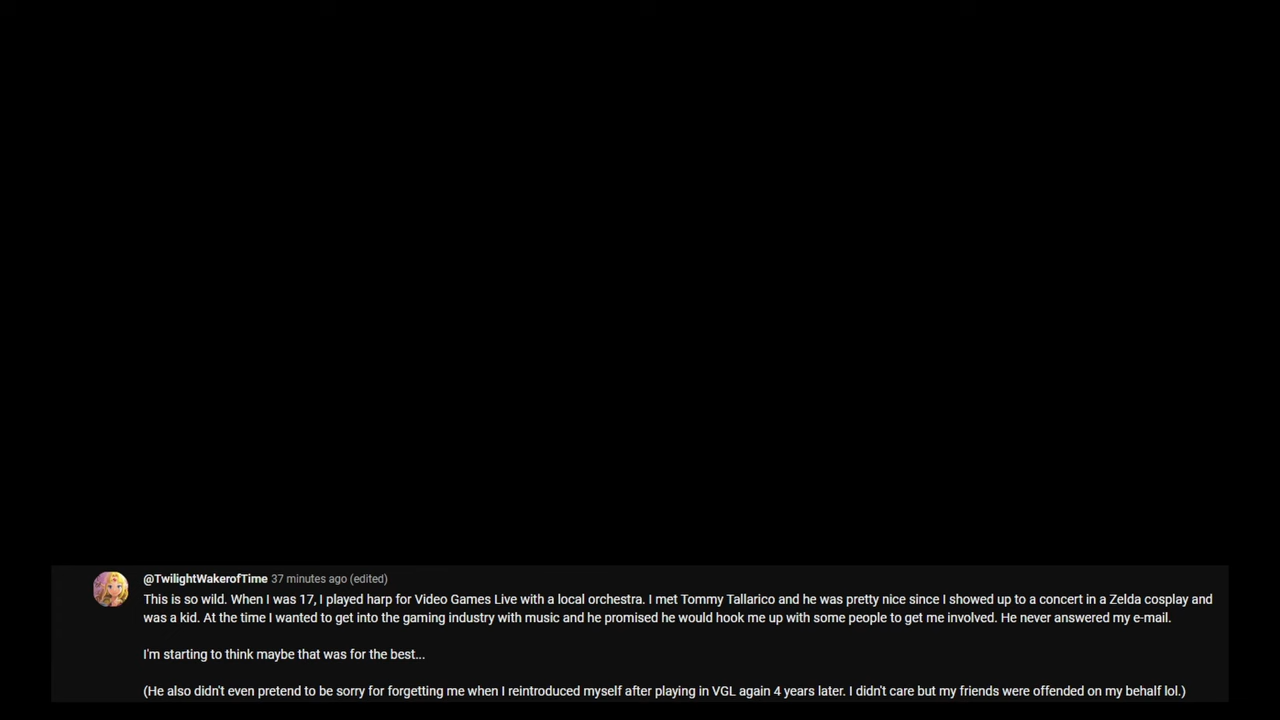 @TwilightWakerofTime 37 minutes ago (edited)
This is so wild. When I was 17, I played harp for Video Games Live with a local orchestra. I met Tommy Tallarico and he was pretty nice since I showed up to a concert in a Zelda cosplay and
was a kid. At the time I wanted to get into the gaming industry with music and he promised he would hook me up with some people to get me involved. He never answered my e-mail.
I'm starting to think maybe that was for the best...
(He also didn't even pretend to be sorry for forgetting me when I reintroduced myself after playing in VGL again 4 years later. I didn't care but my friends were offended on my behalf lol.)